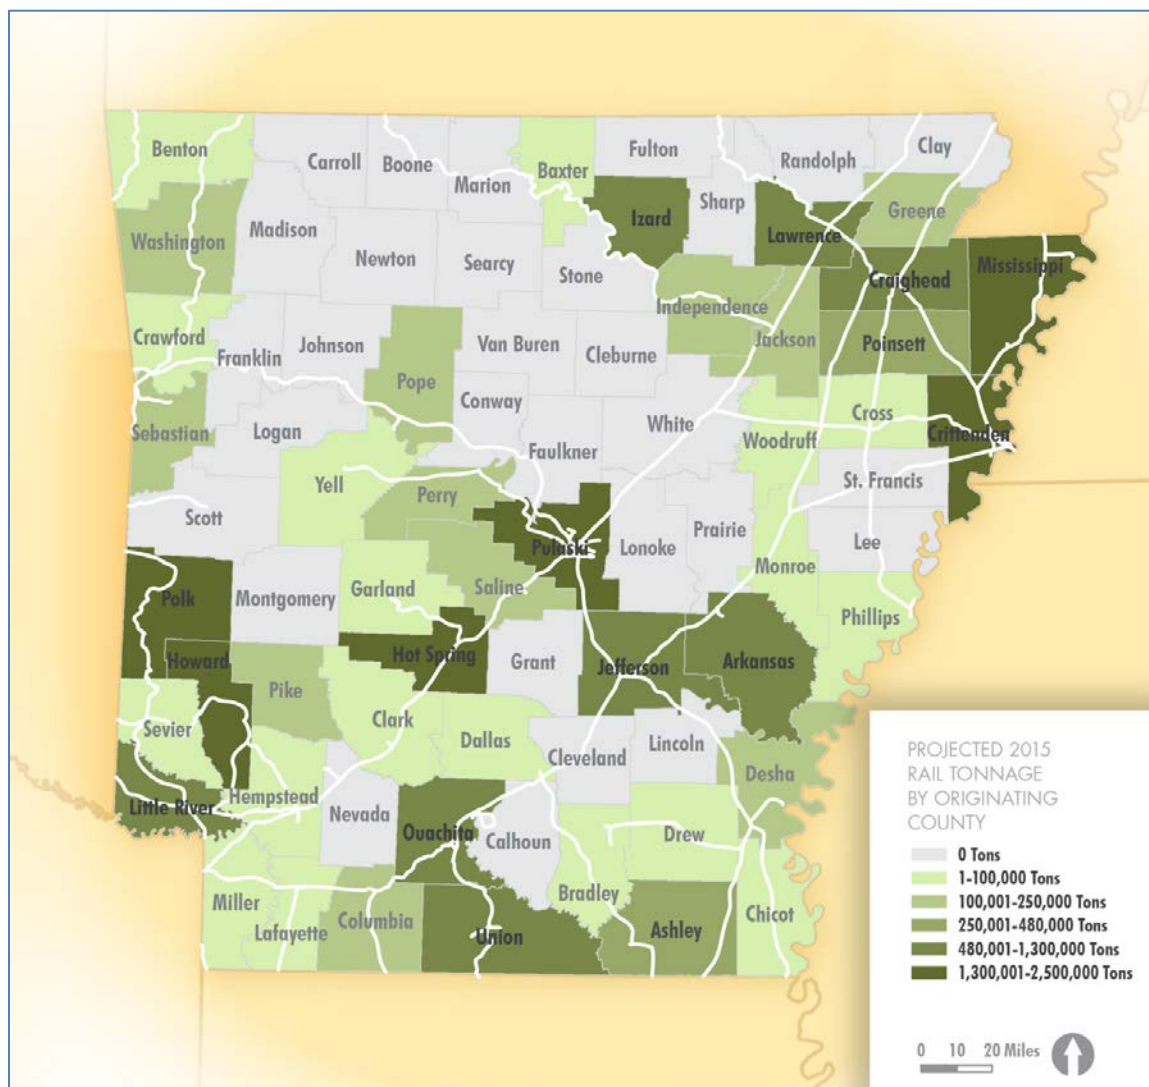 Benton
Carroll
Boone
Marion
Baxter
Fulton
Randolph
Clay
Sharp
Izard
Lawrence
Greene
Washington
Madison
Newton
Searcy
Stone
Independence
Jackson
Craighead
Mississippi
Crawford
Franklin
Johnson
Pope
Van Buren
Cleburne
Poinsett
Conway
White
Woodruff
Cross
Crittenden
Sebastian
Logan
Faulkner
St. Francis
Yell
Perry
Scott
Pulaski
Lonoke
Prairie
Lee
Monroe
Polk
Montgomery
Garland
Saline
Phillips
Howard
Hot Spring
Grant
Jefferson
Arkansas
Pike
Sevier
Clark
Dallas
Cleveland
Lincoln
Desha
Little River
Hempstead
Nevada
Ouachita
Calhoun
Drew
Bradley
Miller
Lafayette
Columbia
Union
Ashley
Chicot
PROJECTED 2015
RAIL TONNAGE
BY ORIGINATING
COUNTY
0 Tons
1-100,000 Tons
100,001-250,000 Tons
250,001-480,000 Tons
480,001-1,300,000 Tons
1,300,001-2,500,000 Tons
0 10 20 Miles